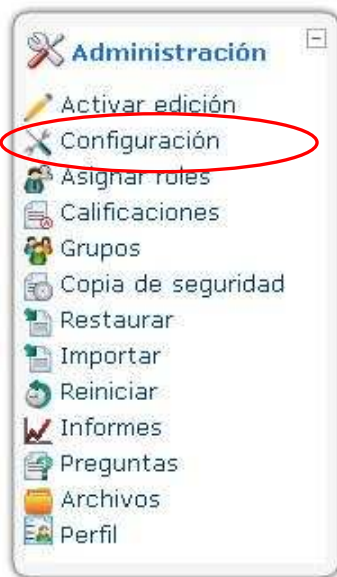 Administración
Activar edición
Configuración
Asignar roles
Calificaciones
Grupos
Copia de seguridad
Restaurar
Importar
Reiniciar
Informes
Preguntas
Archivos
Perfil